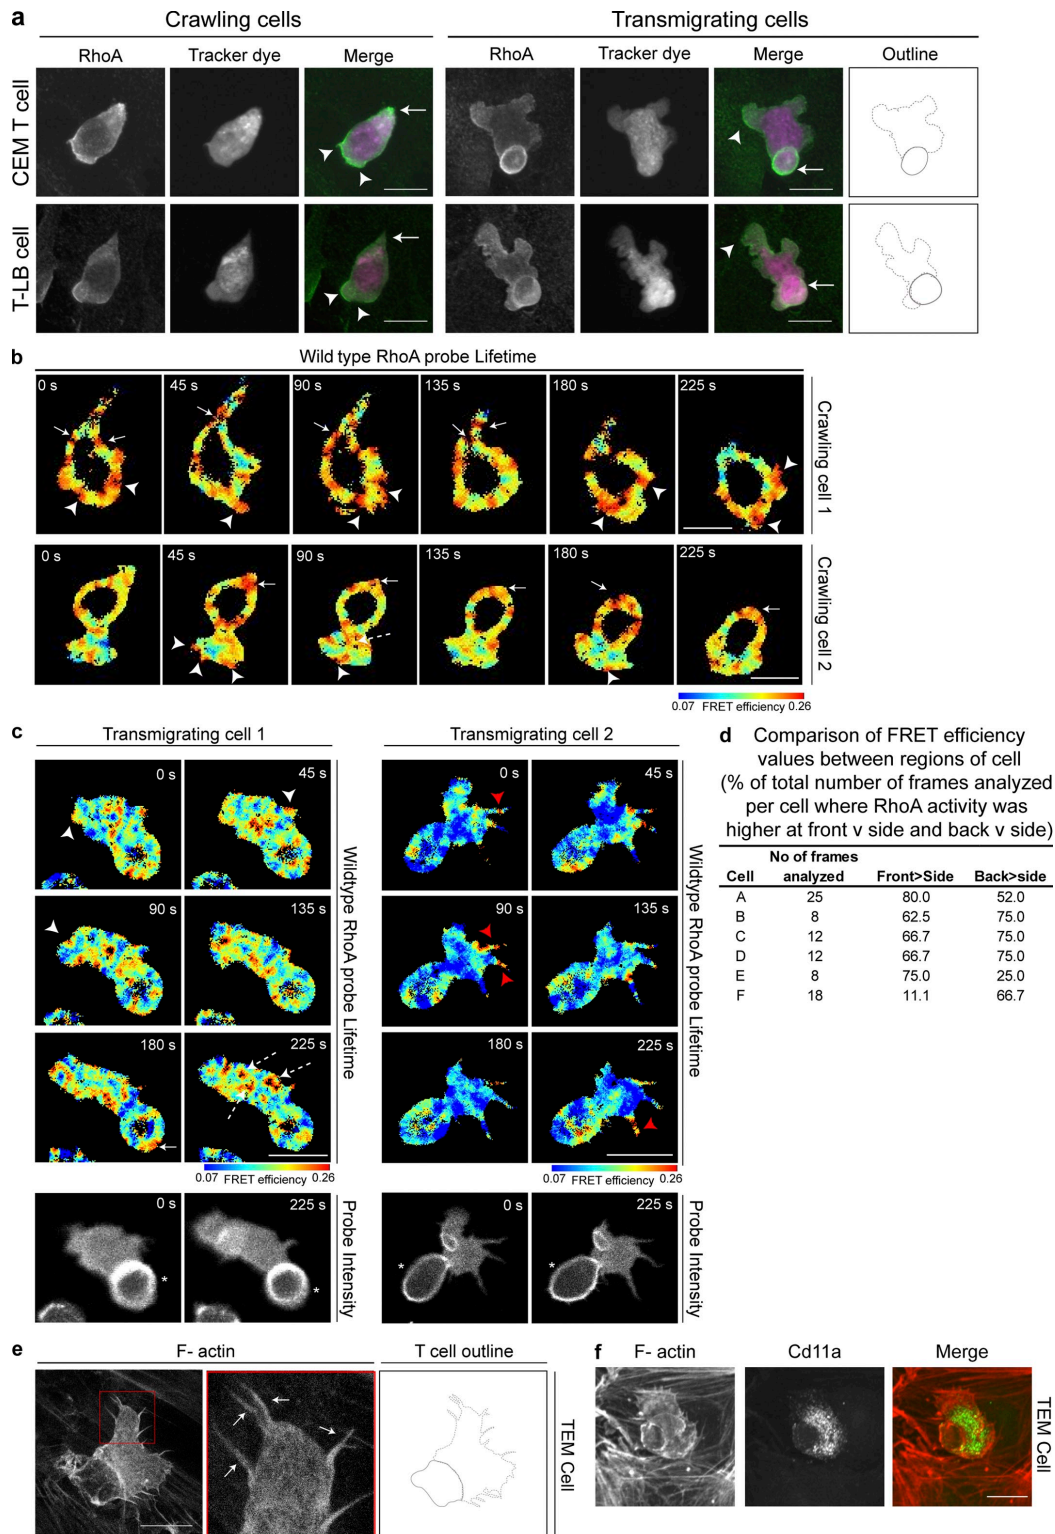 a
Crawling cells
Transmigrating cells
RhoA
Tracker dye
Merge
RhoA
Tracker dye
Merge
Outline
CEM T cell
T-LB cell
b
Wild type RhoA probe Lifetime
0 s
45 s
90 s
135 s
180 s
225 s
Crawling cell 1
0 s
45 s
90 s
135 s
180 s
225 s
Crawling cell 2
0.07 FRET efficiency 0.26
c
Transmigrating cell 1
Transmigrating cell 2
0 s
45 s
0 s
45 s
90 s
135 s
90 s
135 s
180 s
225 s
180 s
225 s
Wildtype RhoA probe Lifetime
Wildtype RhoA probe Lifetime
0.07 FRET efficiency 0.26
0.07 FRET efficiency 0.26
0 s
225 s
0 s
225 s
*
*
*
*
Probe Intensity
Probe Intensity
d Comparison of FRET efficiency
values between regions of cell
(% of total number of frames analyzed
per cell where RhoA activity was
higher at front v side and back v side)
No of frames
Cell analyzed Front>Side Back>side
A 25 80.0 52.0
B 8 62.5 75.0
C 12 66.7 75.0
D 12 66.7 75.0
E 8 75.0 25.0
F 18 11.1 66.7
e
F- actin
T cell outline
TEM Cell
f
F- actin
Cd11a
Merge
TEM Cell